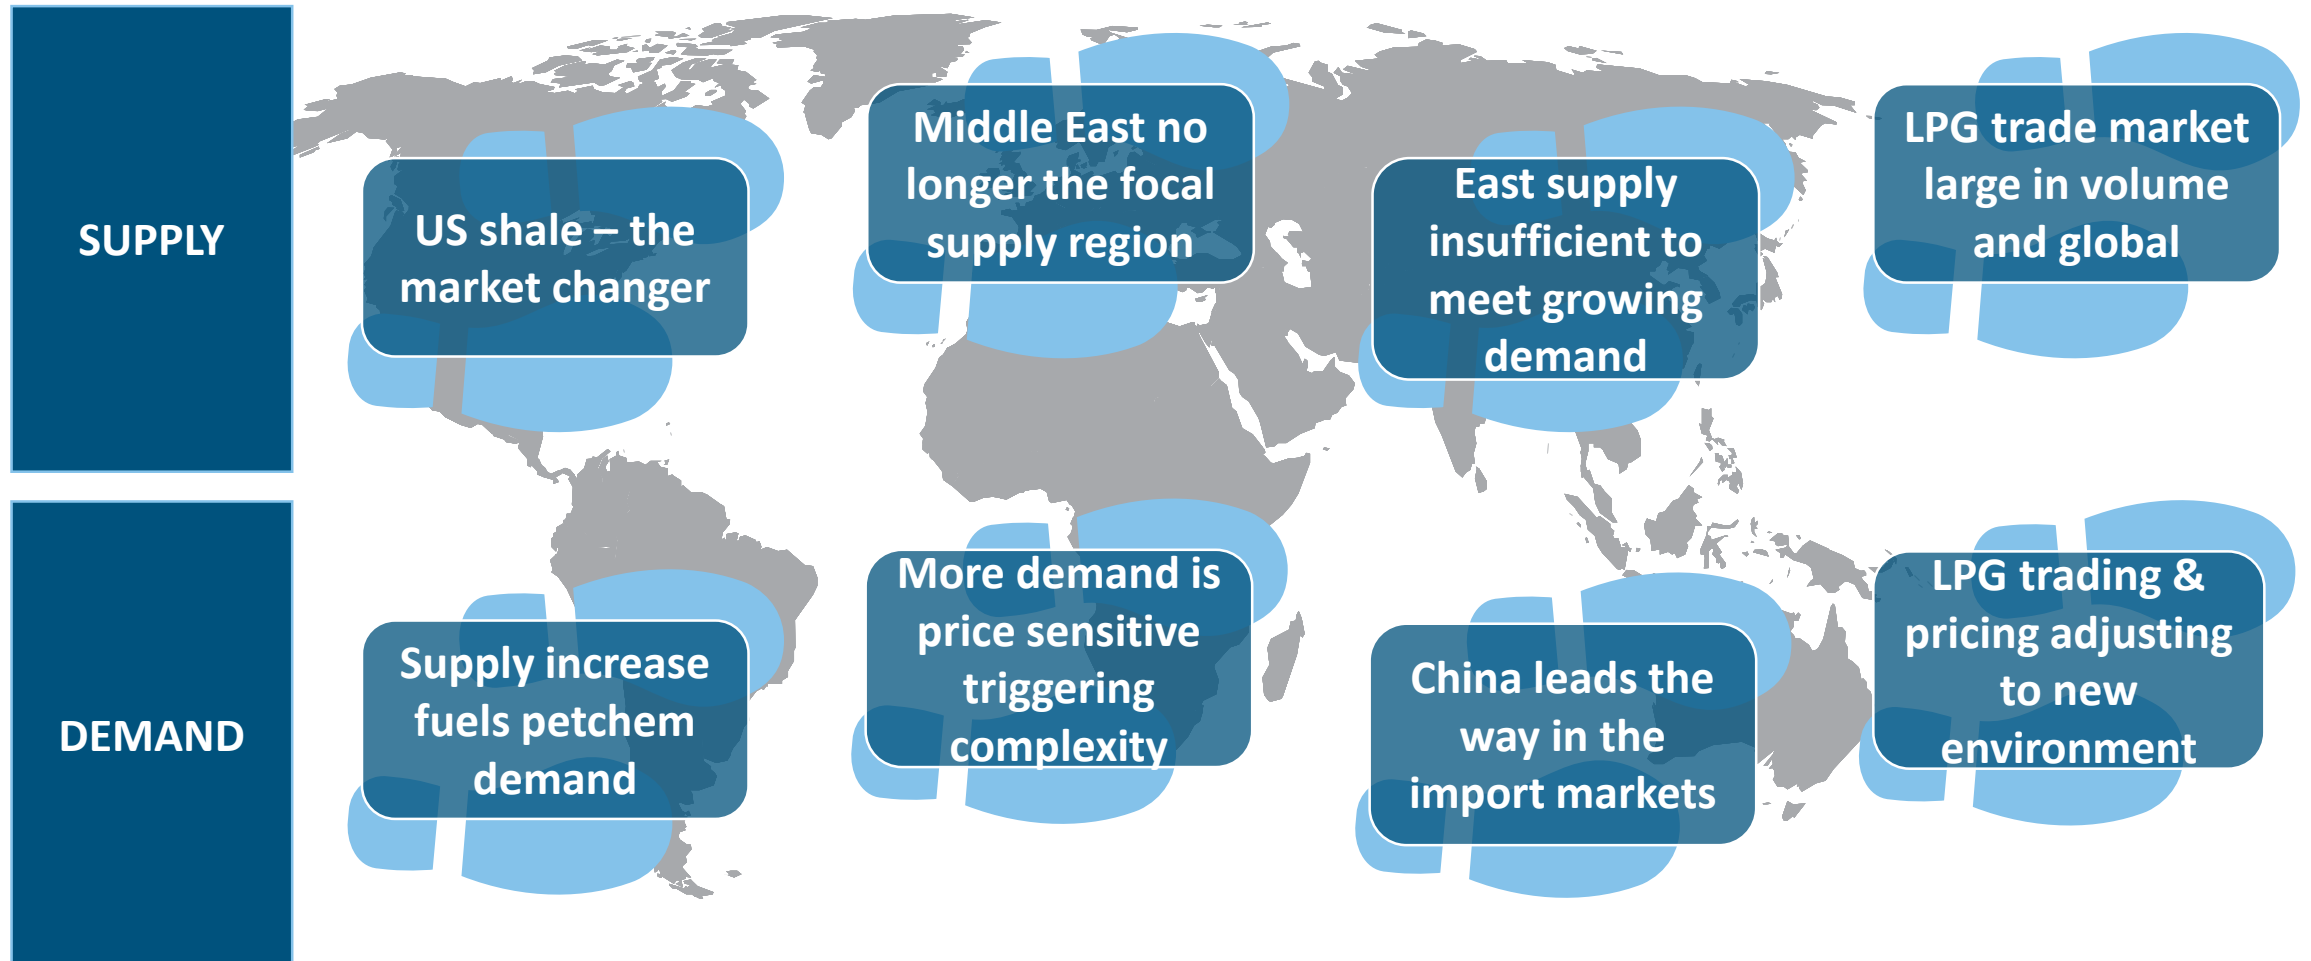 SUPPLY
US shale – the
market changer
Middle East no
longer the focal
supply region
East supply
insufficient to
meet growing
demand
LPG trade market
large in volume
and global
DEMAND
Supply increase
fuels petchem
demand
More demand is
price sensitive
triggering
complexity
China leads the
way in the
import markets
LPG trading &
pricing adjusting
to new
environment